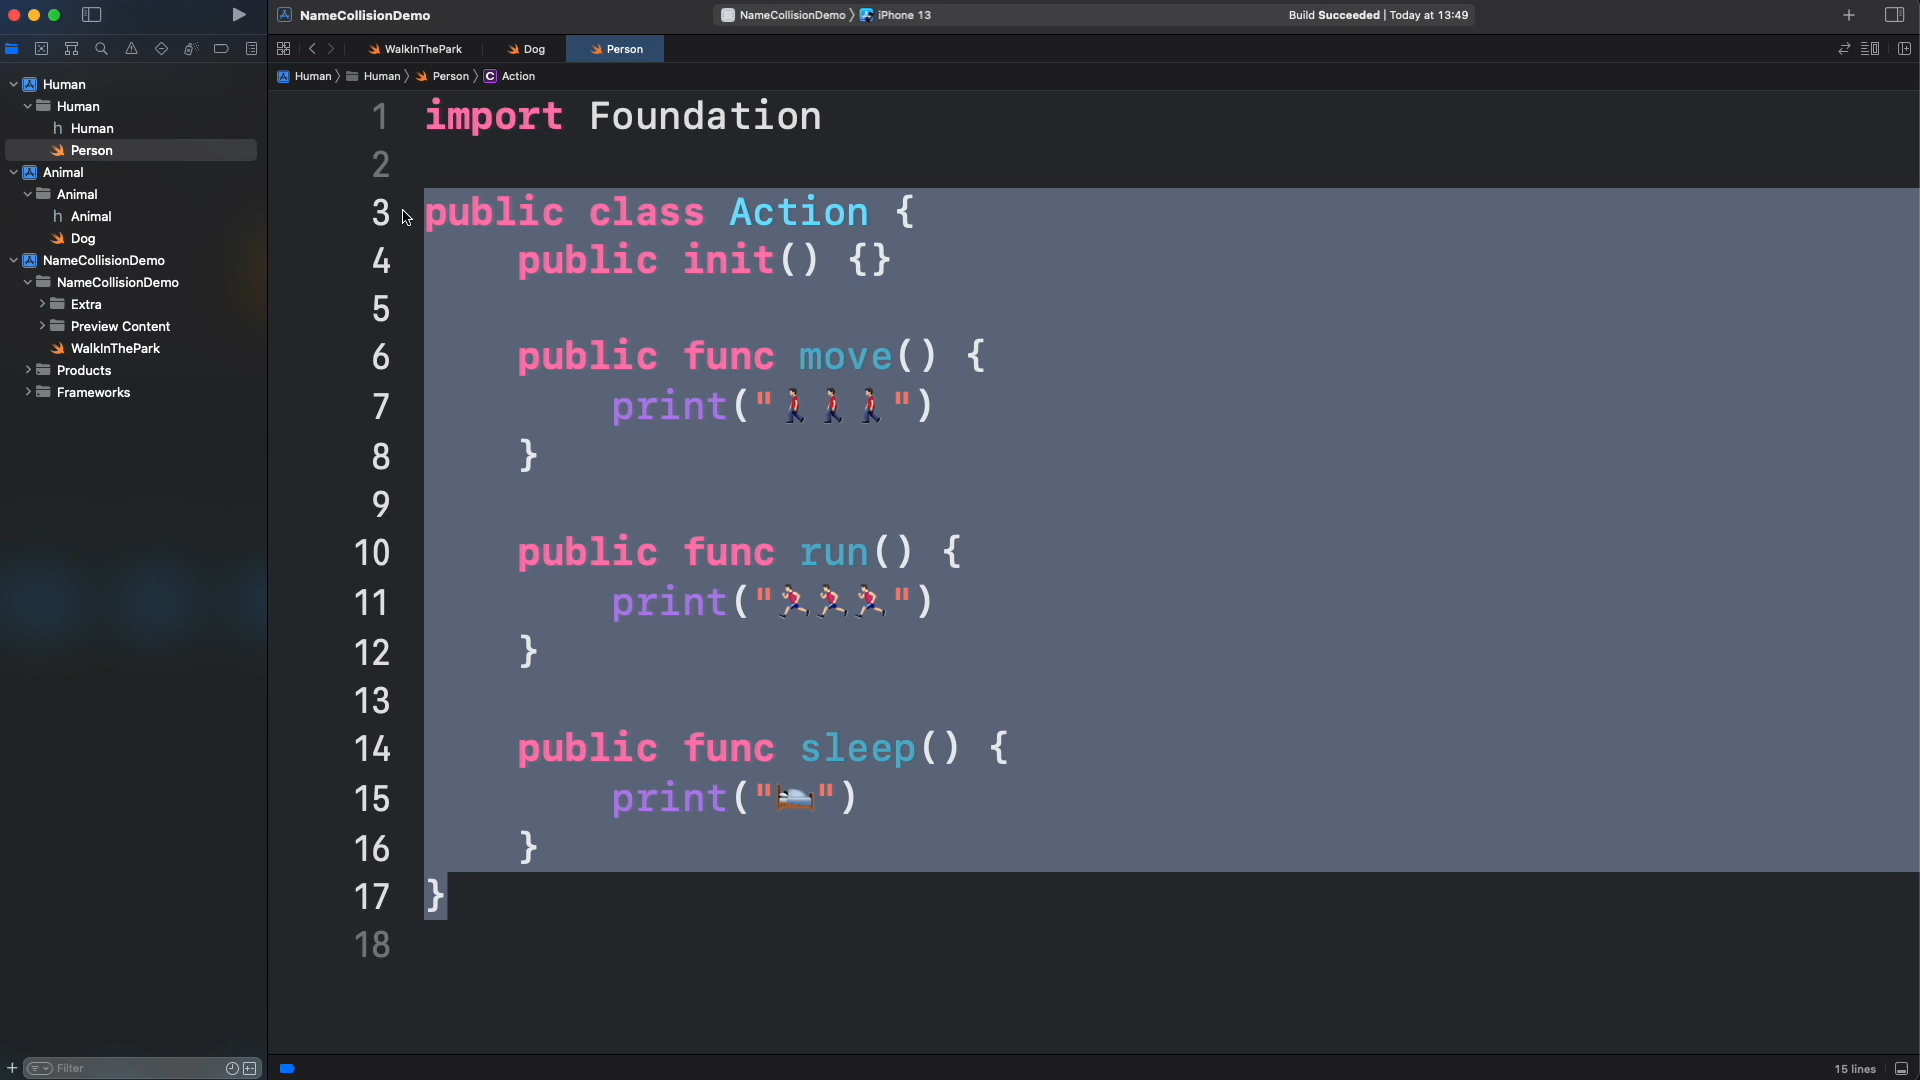 NameCollisionDemo
NameCollisionDemo 〉 iPhone 13
Build Succeeded | Today at 13:49
WalkInThePark
Dog
Person
Human 〉 Human 〉 Person 〉 C Action
Human
Human
h Human
Person
Animal
Animal
h Animal
Dog
NameCollisionDemo
NameCollisionDemo
Extra
Preview Content
WalkInThePark
Products
Frameworks
1 import Foundation
2
3 public class Action {
4     public init() {}
5
6     public func move() {
7         print("🚶🚶🚶")
8     }
9
10     public func run() {
11         print("🏃🏻🏃🏻🏃🏻")
12     }
13
14     public func sleep() {
15         print("🛌🏻")
16     }
17 }
18
Filter
15 lines